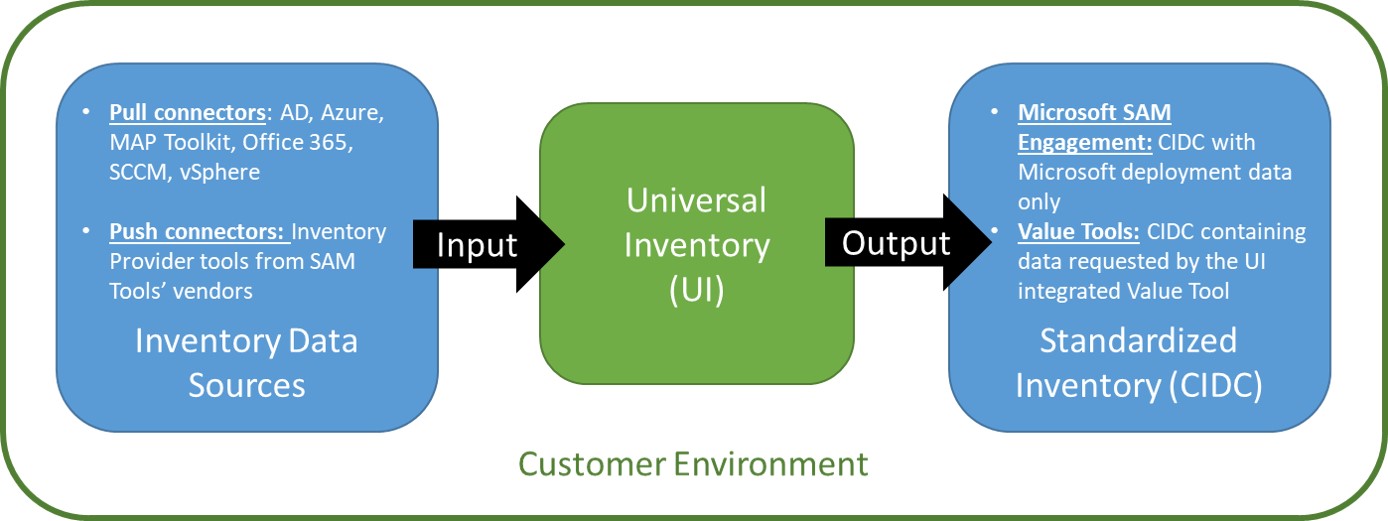 • Pull connectors: AD, Azure,
MAP Toolkit, Office 365,
SCCM, vSphere
• Push connectors: Inventory
Provider tools from SAM
Tools’ vendors
Inventory Data
Sources
Input
Universal
Inventory
(UI)
Output
• Microsoft SAM
Engagement: CIDC with
Microsoft deployment data
only
• Value Tools: CIDC containing
data requested by the UI
integrated Value Tool
Standardized
Inventory (CIDC)
Customer Environment